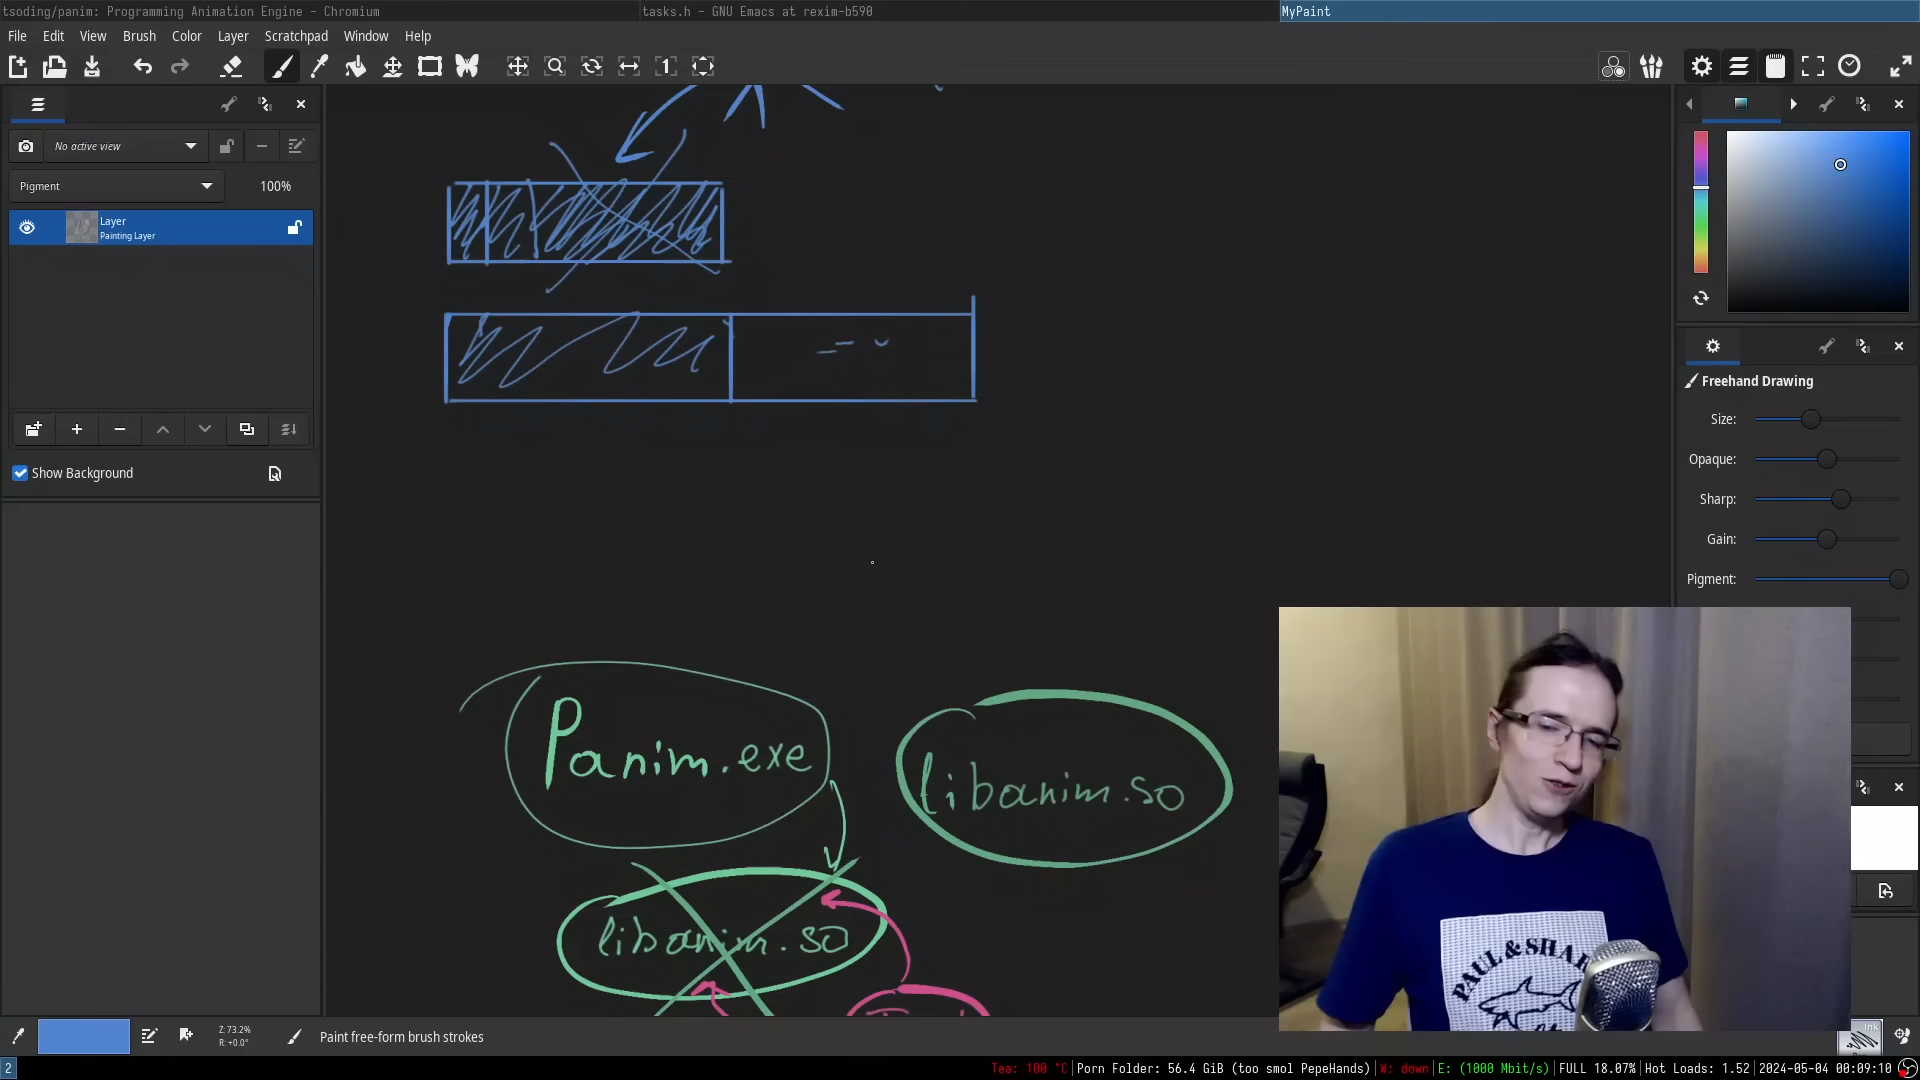 tsoding/panim: Programming Animation Engine - Chromium
tasks.h - GNU Emacs at rexim-b590
MyPaint
File Edit View Brush Color Layer Scratchpad Window Help
1
No active view
Pigment 100%
Layer
Painting Layer
Show Background
Freehand Drawing
Size:
Opaque:
Sharp:
Gain:
Pigment:
Panim.exe
libanim.so
libanim.so
PAUL & SHAR
Ink
Z: 73.2%
R: +0.0°
Paint free-form brush strokes
2
Tea: 100 °C|Porn Folder: 56.4 GiB (too smol PepeHands)|W: down|E: (1000 Mbit/s)|FULL 18.07%|Hot Loads: 1.52|2024-05-04 00:09:10